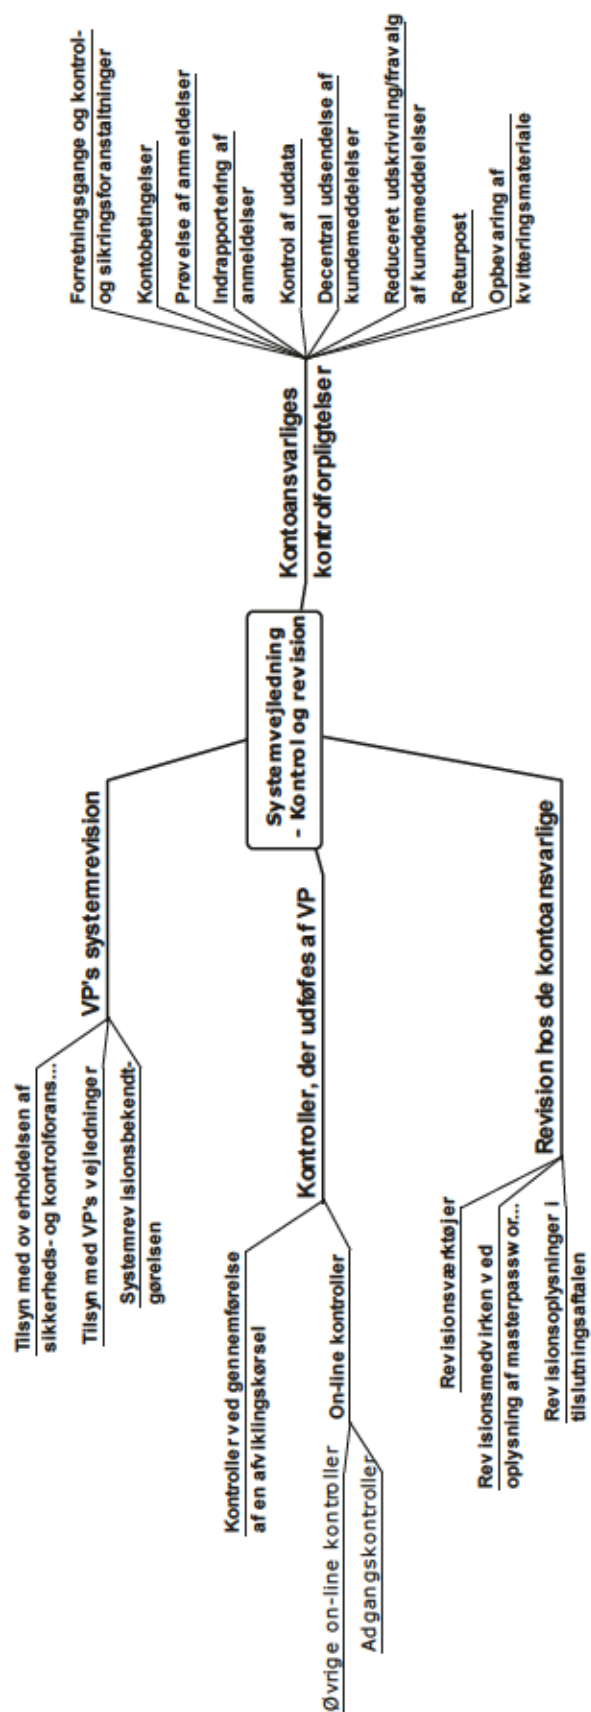 Systemvejledning
- Kontrol og revision
VP's systemrevision
Tilsyn med overholdelsen af
sikkerheds- og kontrolforans...
Tilsyn med VP's vejledninger
Systemrevisionsbekendt-
gørelsen
Kontroller, der udføfes af VP
Kontroller ved gennemførelse
af en afviklingskørsel
On-line kontroller
Øvrige on-line kontroller
Adgangskontroller
Revision hos de kontoansvarlige
Revisionsværktøjer
Revisionsmedvirken ved
oplysning af masterpasswor...
Revisionsoplysninger i
tilslutningsaftalen
Kontoansvarliges
kontrolforpligtelser
Forretningsgange og kontrol-
og sikringsforanstaltninger
Kontobetingelser
Prøvelse af anmeldelser
Indrapportering af
anmeldelser
Kontrol af uddata
Decentral udsendelse af
kundemeddelelser
Reduceret udskrivning/fravalg
af kundemeddelelser
Returpost
Opbevaring af
kvitteringsmateriale